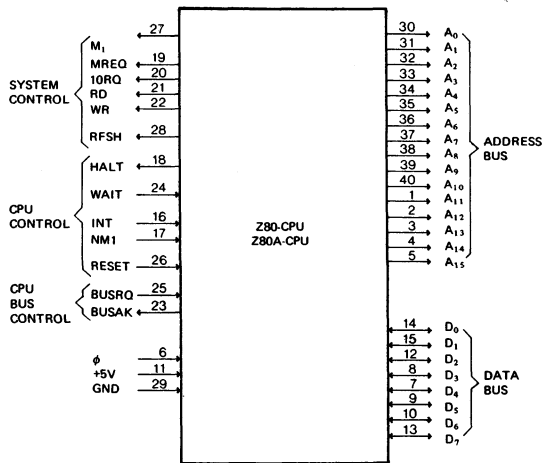 27
M₁
19
MREQ
20
10RQ
21
RD
22
WR
28
RFSH
SYSTEM
CONTROL
18
HALT
24
WAIT
16
INT
17
NM1
26
RESET
CPU
CONTROL
25
BUSRQ
23
BUSAK
CPU
BUS
CONTROL
6
ϕ
11
+5V
29
GND
Z80-CPU
Z80A-CPU
30 A₀
31 A₁
32 A₂
33 A₃
34 A₄
35 A₅
36 A₆
37 A₇
38 A₈
39 A₉
40 A₁₀
1 A₁₁
2 A₁₂
3 A₁₃
4 A₁₄
5 A₁₅
ADDRESS
BUS
14 D₀
15 D₁
12 D₂
8 D₃
7 D₄
9 D₅
10 D₆
13 D₇
DATA
BUS